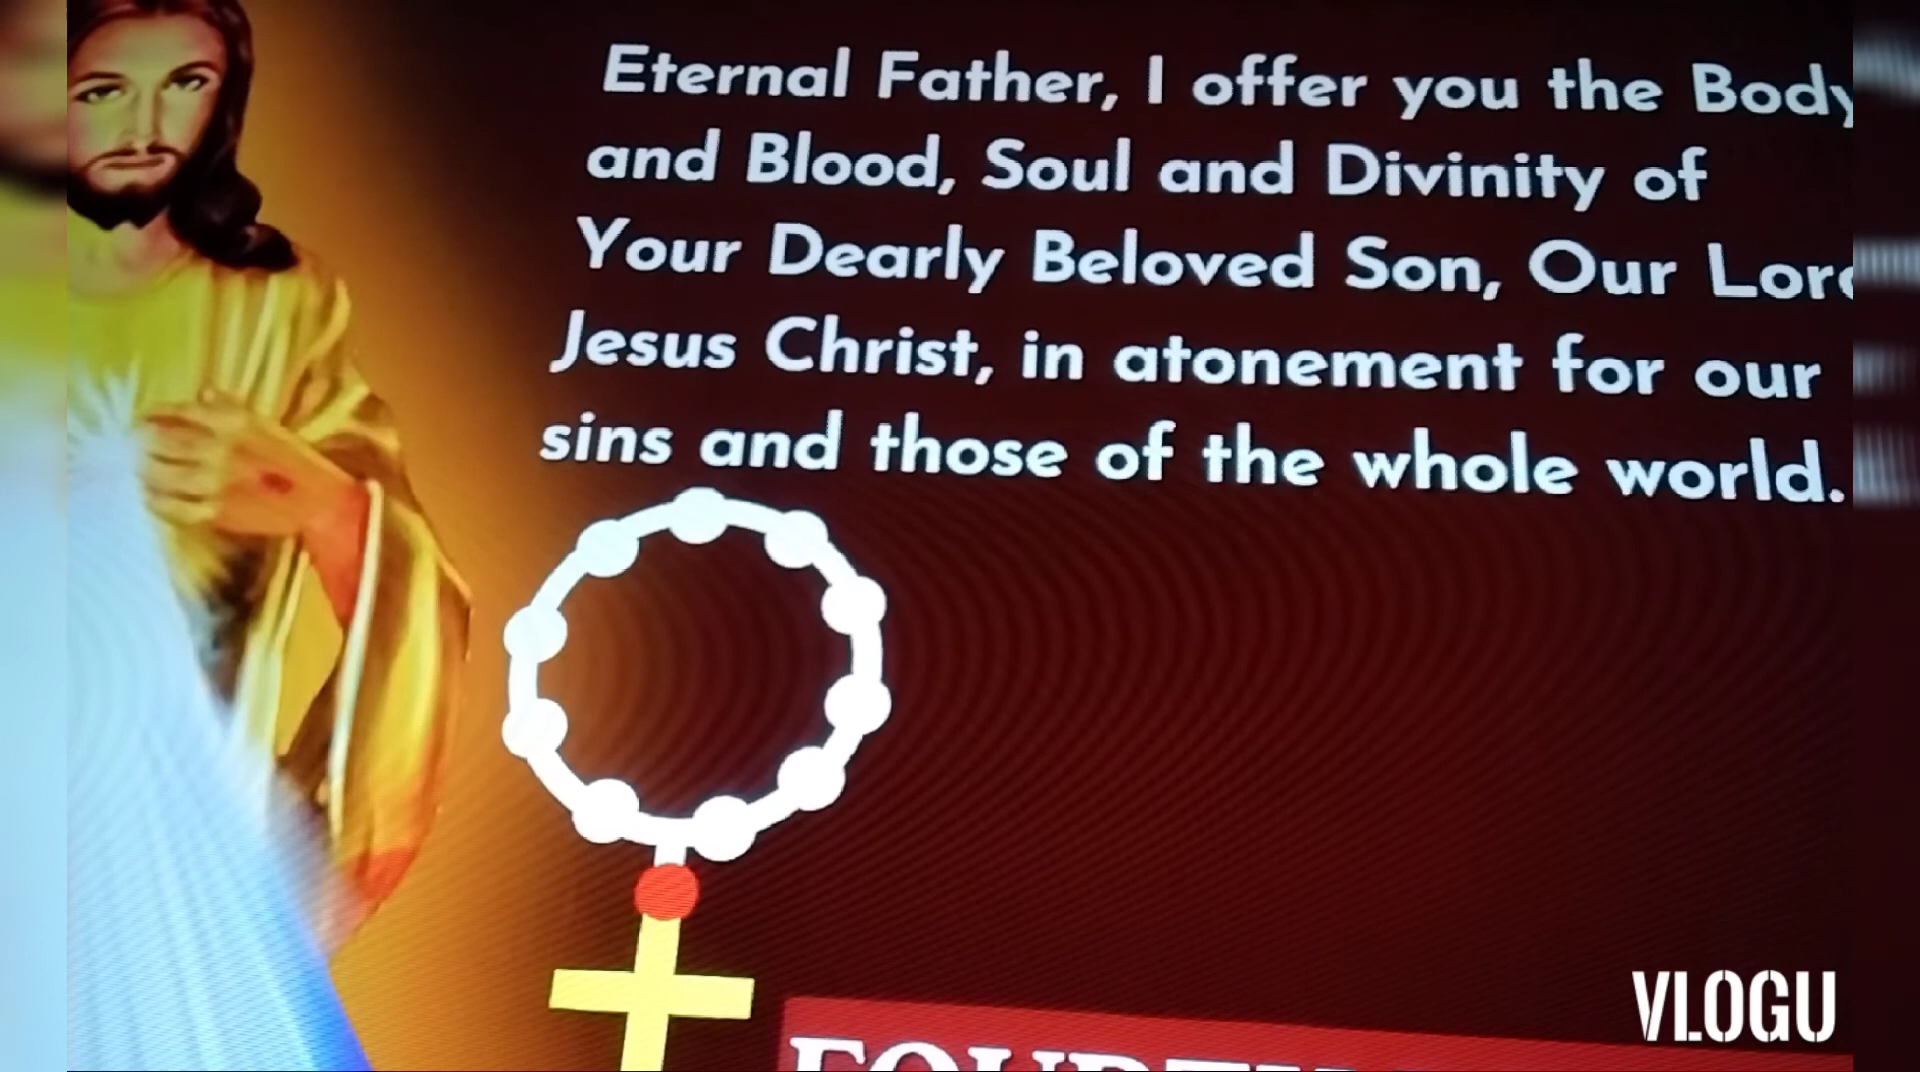 Eternal Father, I offer you the Body
and Blood, Soul and Divinity of
Your Dearly Beloved Son, Our Lord
Jesus Christ, in atonement for our
sins and those of the whole world.
VLOGU